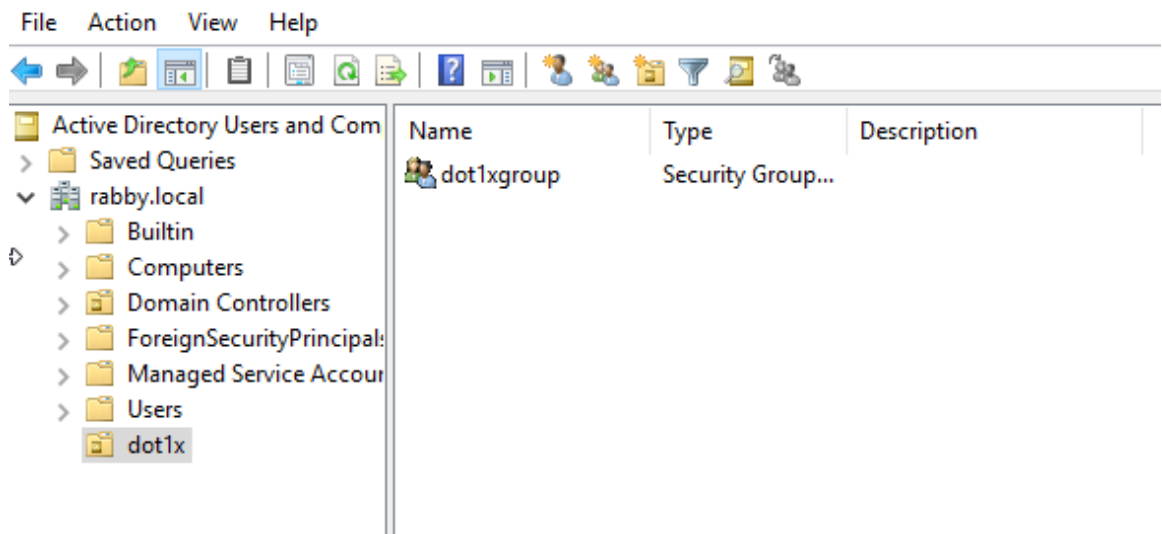 File Action View Help
Active Directory Users and Com
Saved Queries
rabby.local
Builtin
Computers
Domain Controllers
ForeignSecurityPrincipals
Managed Service Accour
Users
dot1x
Name Type Description
dot1xgroup Security Group...